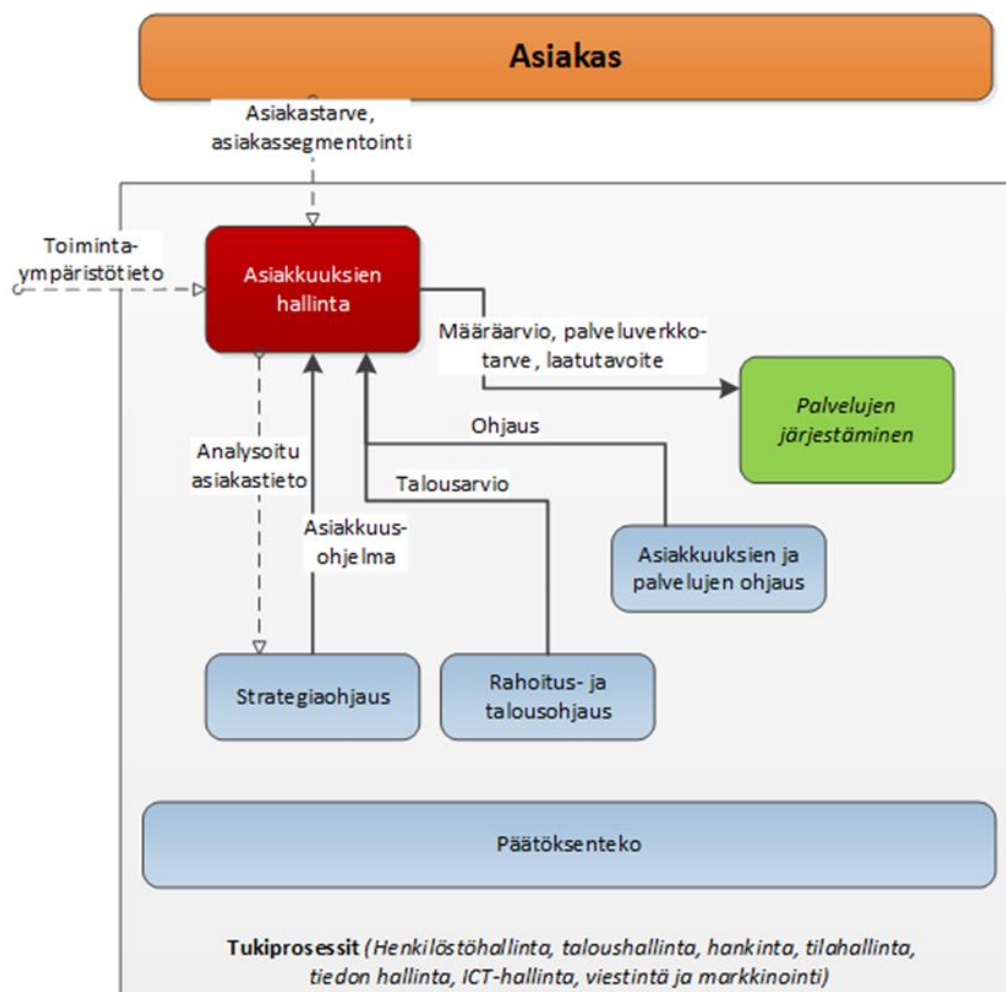 Asiakas
Asiakastarve,
asiakassegmentointi
Toiminta-
ympäristötieto
Asiakkuuksien
hallinta
Määräarvio, palveluverkko-
tarve, laatutavoite
Palvelujen
järjestäminen
Ohjaus
Analysoitu
asiakastieto
Talousarvio
Asiakkuus-
ohjelma
Asiakkuuksien ja
palvelujen ohjaus
Strategiaohjaus
Rahoitus- ja
talousohjaus
Päätöksenteko
Tukiprosessit (Henkilöstöhallinta, taloushallinta, hankinta, tilahallinta,
tiedon hallinta, ICT-hallinta, viestintä ja markkinointi)